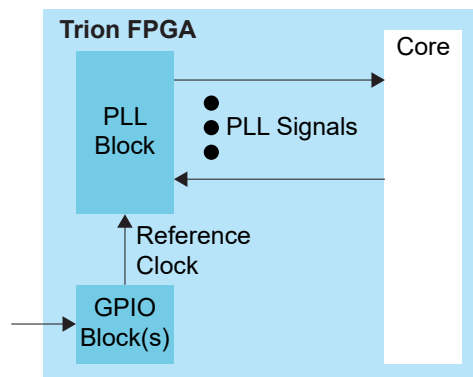 Trion FPGA
Core
PLL
Block
PLL Signals
Reference
Clock
GPIO
Block(s)